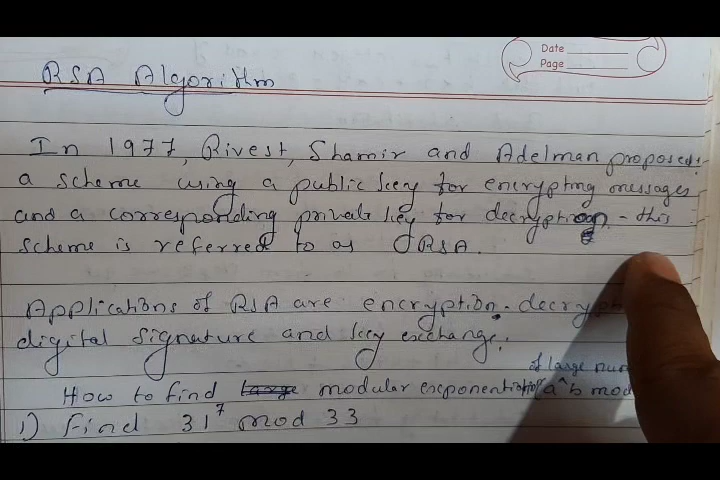 Date
Page
RSA Algorithm
In 1977, Rivest, Shamir and Adelman proposed
a scheme using a public key for encrypting messages
and a corresponding private key for decryption. this
scheme is referred to as RSA.
Applications of RSA are encryption. decryp
digital signature and key exchange.
of large num
How to find modular exponentiation a^b mod
1) Find 31^7 mod 33